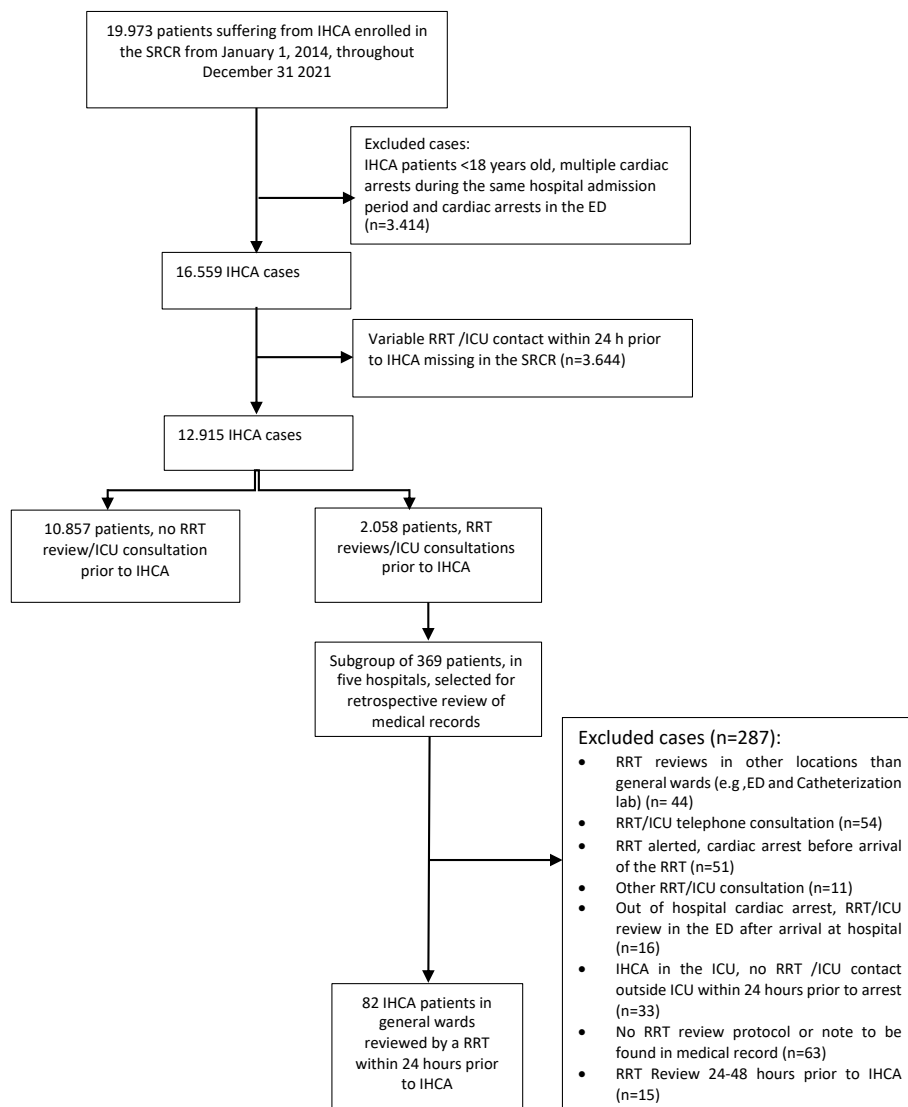 19.973 patients suffering from IHCA enrolled
in the SRCR from January 1, 2014, throughout
December 31 2021
Excluded cases:
IHCA patients <18 years old, multiple cardiac
arrests during the same hospital admission
period and cardiac arrests in the ED
(n=3.414)
16.559 IHCA cases
Variable RRT /ICU contact within 24 h prior
to IHCA missing in the SRCR (n=3.644)
12.915 IHCA cases
10.857 patients, no RRT
review/ICU consultation
prior to IHCA
2.058 patients, RRT
reviews/ICU consultations
prior to IHCA
Subgroup of 369 patients, in
five hospitals, selected for
retrospective review of
medical records
Excluded cases (n=287):
• RRT reviews in other locations than
general wards (e.g ,ED and Catheterization
lab) (n= 44)
• RRT/ICU telephone consultation (n=54)
• RRT alerted, cardiac arrest before arrival
of the RRT (n=51)
• Other RRT/ICU consultation (n=11)
• Out of hospital cardiac arrest, RRT/ICU
review in the ED after arrival at hospital
(n=16)
• IHCA in the ICU, no RRT /ICU contact
outside ICU within 24 hours prior to arrest
(n=33)
• No RRT review protocol or note to be
found in medical record (n=63)
• RRT Review 24-48 hours prior to IHCA
(n=15)
82 IHCA patients in
general wards
reviewed by a RRT
within 24 hours prior
to IHCA